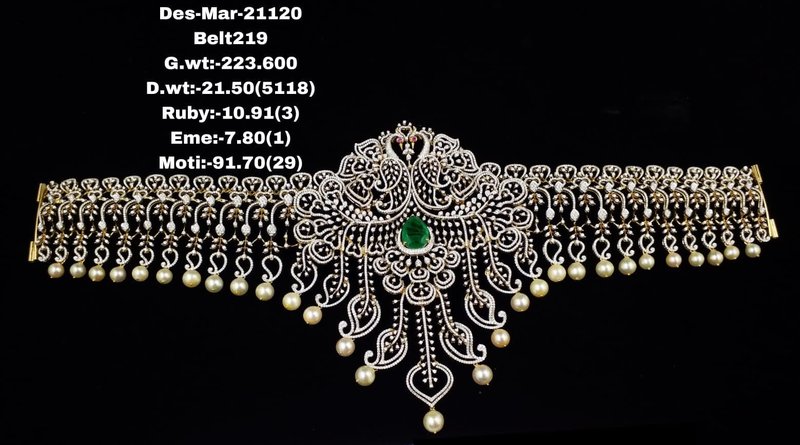 Des-Mar-21120
Belt219
G.wt:-223.600
D.wt:-21.50(5118)
Ruby:-10.91(3)
Eme:-7.80(1)
Moti:-91.70(29)